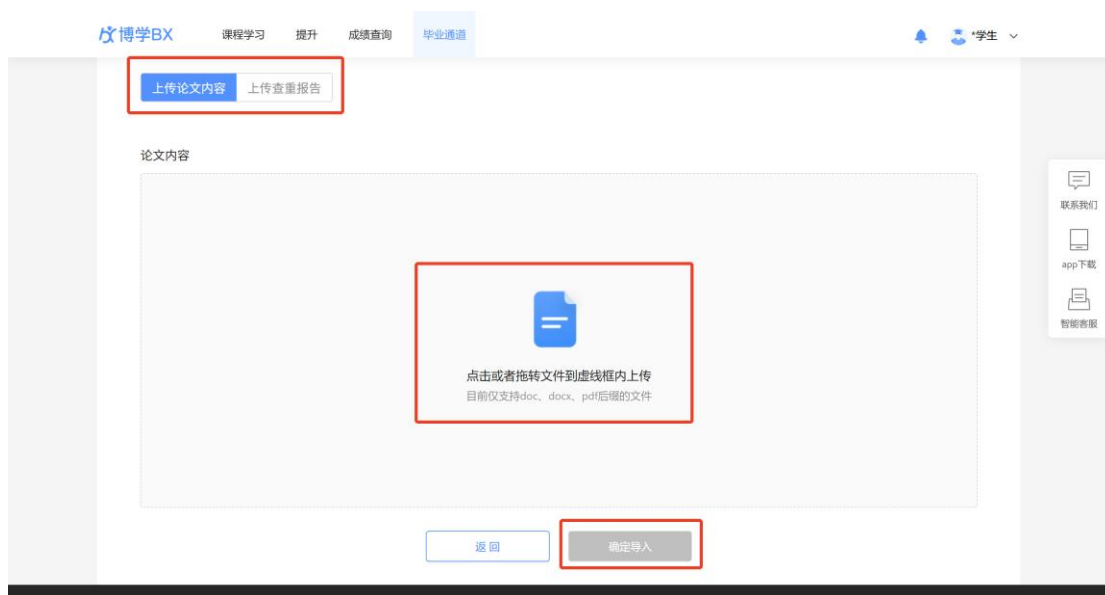 博学BX 课程学习 提升 成绩查询 毕业通道 *学生
上传论文内容 上传查重报告
论文内容
联系我们
app下载
智能客服
点击或者拖转文件到虚线框内上传
目前仅支持doc、docx、pdf后缀的文件
返回 确定导入